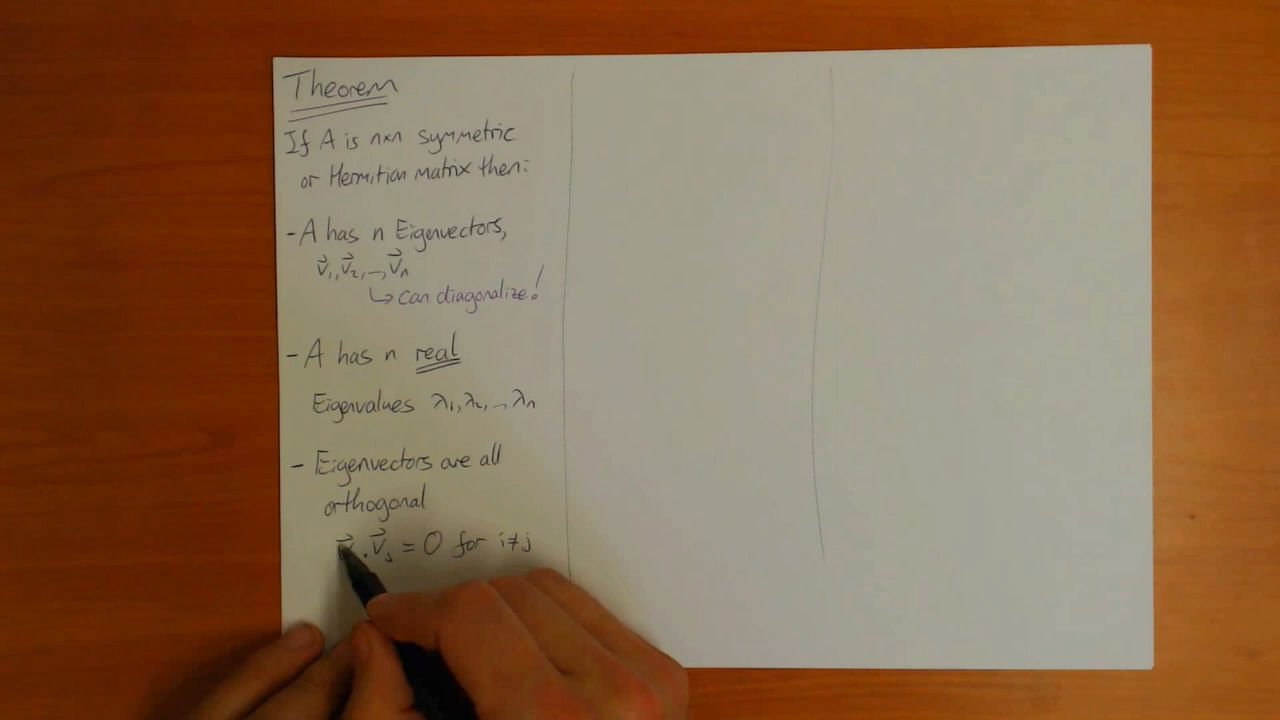 Theorem
If A is n×n symmetric
or Hermitian matrix then:
- A has n Eigenvectors,
v⃗₁, v⃗₂, ..., v⃗ₙ
↳ can diagonalize!
- A has n real
Eigenvalues λ₁, λ₂, ..., λₙ
- Eigenvectors are all
orthogonal
· v⃗ⱼ = 0 for i≠j